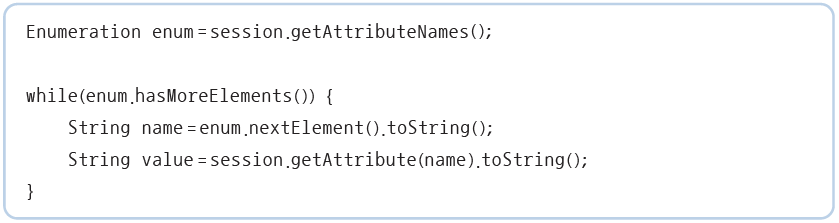 Enumeration enum=session.getAttributeNames();
while(enum.hasMoreElements()) {
String name=enum.nextElement().toString();
String value=session.getAttribute(name).toString();
}